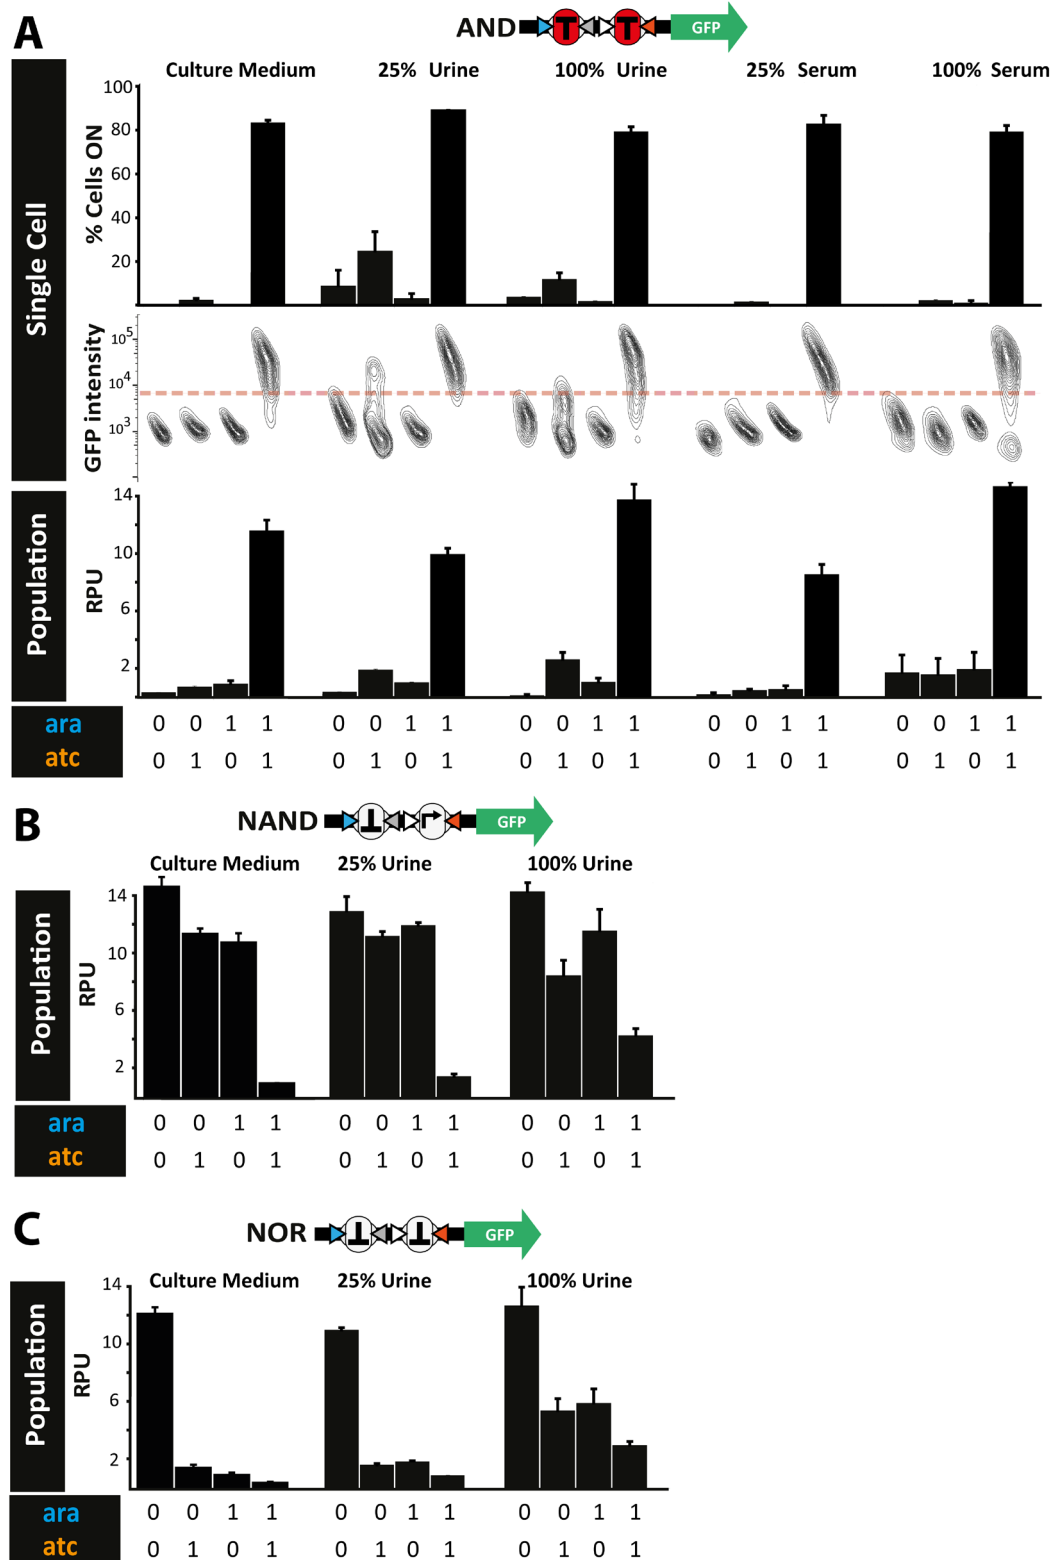 A
AND GFP
Culture Medium 25% Urine 100% Urine 25% Serum 100% Serum
Single Cell
% Cells ON
100
80
60
40
20
GFP intensity
10^5
10^4
10^3
Population
RPU
14
10
6
2
ara 0 0 1 1 0 0 1 1 0 0 1 1 0 0 1 1 0 0 1 1
atc 0 1 0 1 0 1 0 1 0 1 0 1 0 1 0 1 0 1 0 1
B
NAND GFP
Culture Medium 25% Urine 100% Urine
Population
RPU
14
10
6
2
ara 0 0 1 1 0 0 1 1 0 0 1 1
atc 0 1 0 1 0 1 0 1 0 1 0 1
C
NOR GFP
Culture Medium 25% Urine 100% Urine
Population
RPU
14
10
6
2
ara 0 0 1 1 0 0 1 1 0 0 1 1
atc 0 1 0 1 0 1 0 1 0 1 0 1